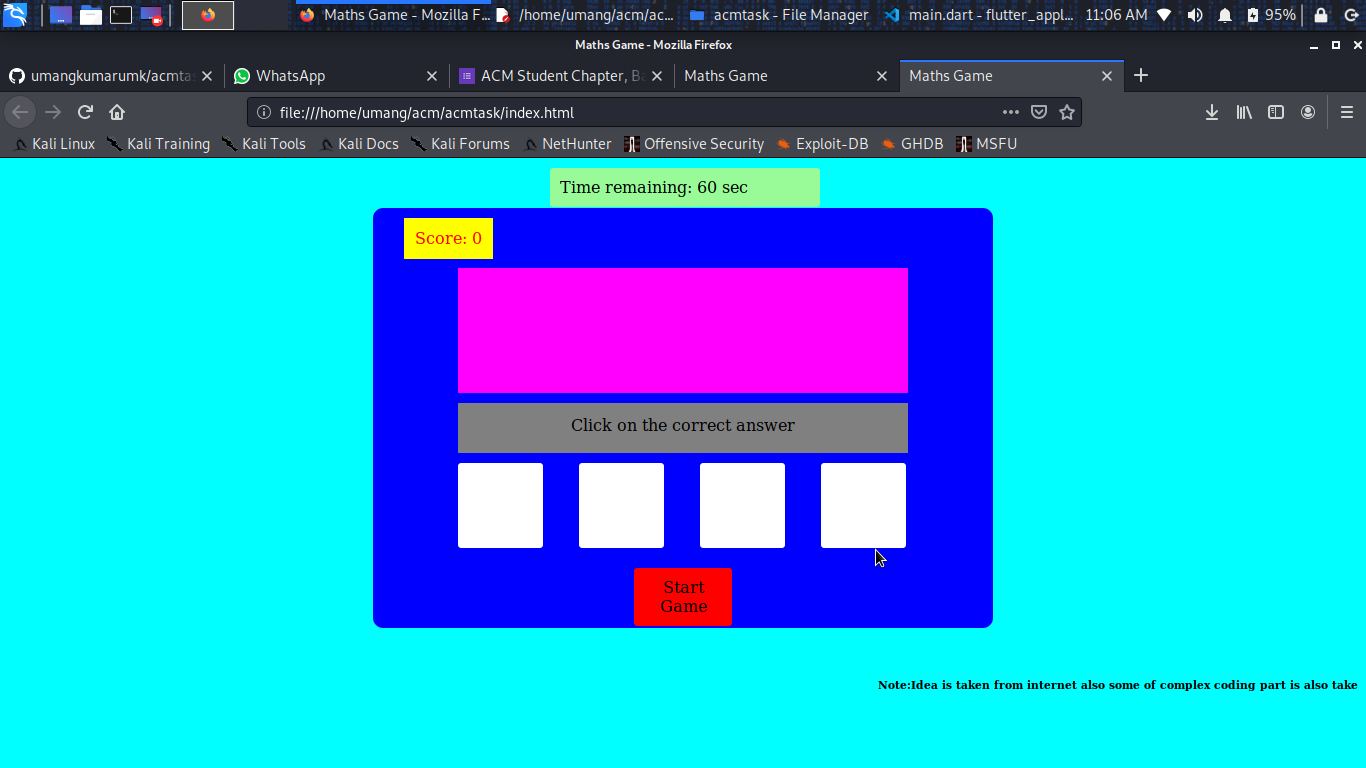 Maths Game - Mozilla F...
/home/umang/acm/ac...
acmtask - File Manager
main.dart - flutter_appl...
11:06 AM
95%
Maths Game - Mozilla Firefox
umangkumarumk/acmta
WhatsApp
ACM Student Chapter, B
Maths Game
Maths Game
file:///home/umang/acm/acmtask/index.html
Kali Linux
Kali Training
Kali Tools
Kali Docs
Kali Forums
NetHunter
Offensive Security
Exploit-DB
GHDB
MSFU
Time remaining: 60 sec
Score: 0
Click on the correct answer
Start
Game
Note:Idea is taken from internet also some of complex coding part is also take